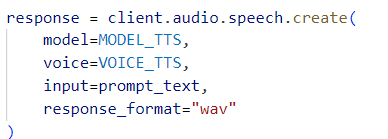 response = client.audio.speech.create(
    model=MODEL_TTS,
    voice=VOICE_TTS,
    input=prompt_text,
    response_format="wav"
)